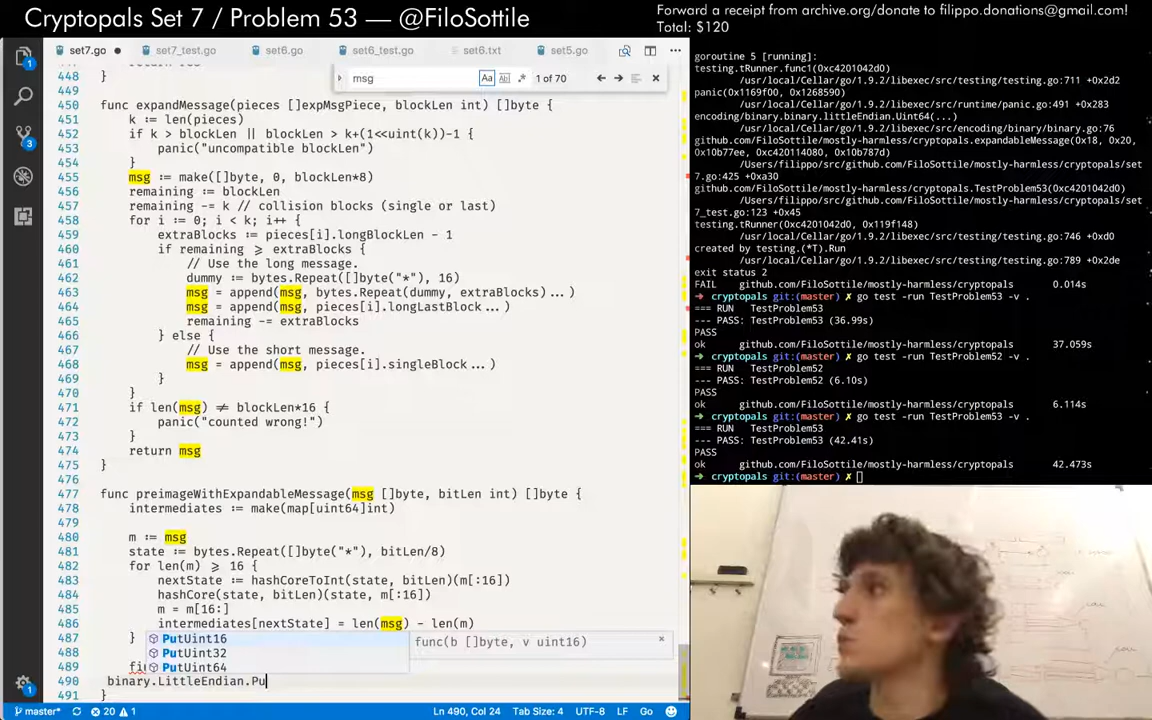 Cryptopals Set 7 / Problem 53 — @FiloSottile
Forward a receipt from archive.org/donate to filippo.donations@gmail.com!
Total: $120
set7.go
set7_test.go
set6.go
set6_test.go
set6.txt
set5.go
msg
Aa
1 of 70
448 }
449
450 func expandMessage(pieces []expMsgPiece, blockLen int) []byte {
451 k := len(pieces)
452 if k > blockLen || blockLen > k+(1<<uint(k))-1 {
453 panic("uncompatible blockLen")
454 }
455 msg := make([]byte, 0, blockLen*8)
456 remaining := blockLen
457 remaining -= k // collision blocks (single or last)
458 for i := 0; i < k; i++ {
459 extraBlocks := pieces[i].longBlockLen - 1
460 if remaining >= extraBlocks {
461 // Use the long message.
462 dummy := bytes.Repeat([]byte("*"), 16)
463 msg = append(msg, bytes.Repeat(dummy, extraBlocks)...)
464 msg = append(msg, pieces[i].longLastBlock...)
465 remaining -= extraBlocks
466 } else {
467 // Use the short message.
468 msg = append(msg, pieces[i].singleBlock...)
469 }
470 }
471 if len(msg) ≠ blockLen*16 {
472 panic("counted wrong!")
473 }
474 return msg
475 }
476
477 func preimageWithExpandableMessage(msg []byte, bitLen int) []byte {
478 intermediates := make(map[uint64]int)
479
480 m := msg
481 state := bytes.Repeat([]byte("*"), bitLen/8)
482 for len(m) >= 16 {
483 nextState := hashCoreToInt(state, bitLen)(m[:16])
484 hashCore(state, bitLen)(state, m[:16])
485 m = m[16:]
486 intermediates[nextState] = len(msg) - len(m)
487 }
488
489
490 binary.LittleEndian.Pu
491 }
PutUint16
PutUint32
PutUint64
func(b []byte, v uint16)
master*
20
1
Ln 490, Col 24
Tab Size: 4
UTF-8
LF
Go
goroutine 5 [running]:
testing.tRunner.func1(0xc4201042d0)
/usr/local/Cellar/go/1.9.2/libexec/src/testing/testing.go:711 +0x2d2
panic(0x1169f00, 0x1268590)
/usr/local/Cellar/go/1.9.2/libexec/src/runtime/panic.go:491 +0x283
encoding/binary.binary.littleEndian.Uint64(...)
/usr/local/Cellar/go/1.9.2/libexec/src/encoding/binary/binary.go:76
github.com/FiloSottile/mostly-harmless/cryptopals.expandableMessage(0x18, 0x20,
0x10b77ee, 0xc420114080, 0x10b787d)
/Users/filippo/src/github.com/FiloSottile/mostly-harmless/cryptopals/set
7.go:425 +0xa30
github.com/FiloSottile/mostly-harmless/cryptopals.TestProblem53(0xc4201042d0)
/Users/filippo/src/github.com/FiloSottile/mostly-harmless/cryptopals/set
7_test.go:123 +0x45
testing.tRunner(0xc4201042d0, 0x119f148)
/usr/local/Cellar/go/1.9.2/libexec/src/testing/testing.go:746 +0xd0
created by testing.(*T).Run
/usr/local/Cellar/go/1.9.2/libexec/src/testing/testing.go:789 +0x2de
exit status 2
FAIL github.com/FiloSottile/mostly-harmless/cryptopals 0.014s
➜ cryptopals git:(master) ✗ go test -run TestProblem53 -v .
=== RUN TestProblem53
--- PASS: TestProblem53 (36.99s)
PASS
ok github.com/FiloSottile/mostly-harmless/cryptopals 37.059s
➜ cryptopals git:(master) ✗ go test -run TestProblem52 -v .
=== RUN TestProblem52
--- PASS: TestProblem52 (6.10s)
PASS
ok github.com/FiloSottile/mostly-harmless/cryptopals 6.114s
➜ cryptopals git:(master) ✗ go test -run TestProblem53 -v .
=== RUN TestProblem53
--- PASS: TestProblem53 (42.41s)
PASS
ok github.com/FiloSottile/mostly-harmless/cryptopals 42.473s
➜ cryptopals git:(master) ✗